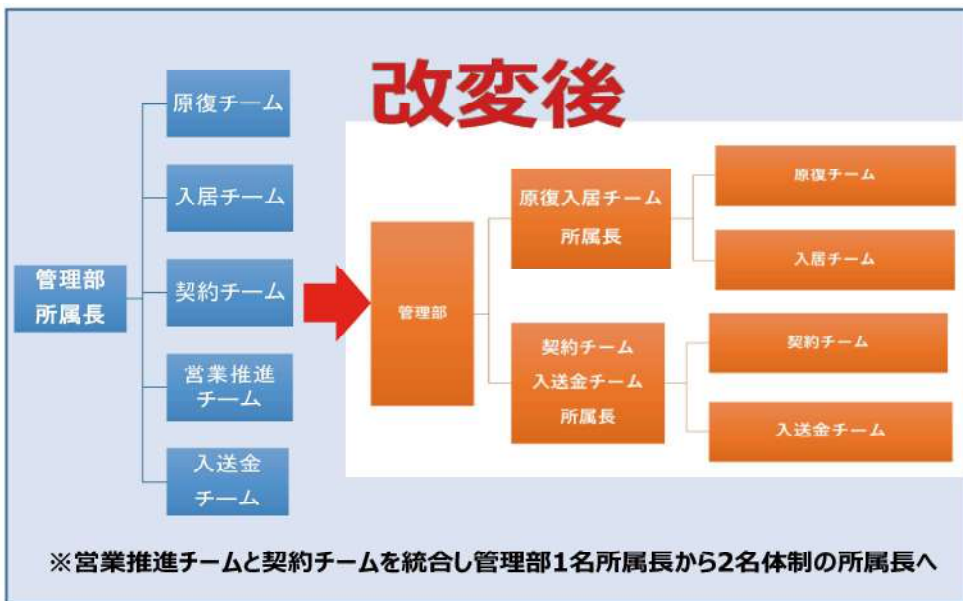 改変後
管理部
所属長
原復チーム
入居チーム
契約チーム
営業推進
チーム
入送金
チーム
管理部
原復入居チーム
所属長
原復チーム
入居チーム
契約チーム
入送金チーム
所属長
契約チーム
入送金チーム
※営業推進チームと契約チームを統合し管理部1名所属長から2名体制の所属長へ